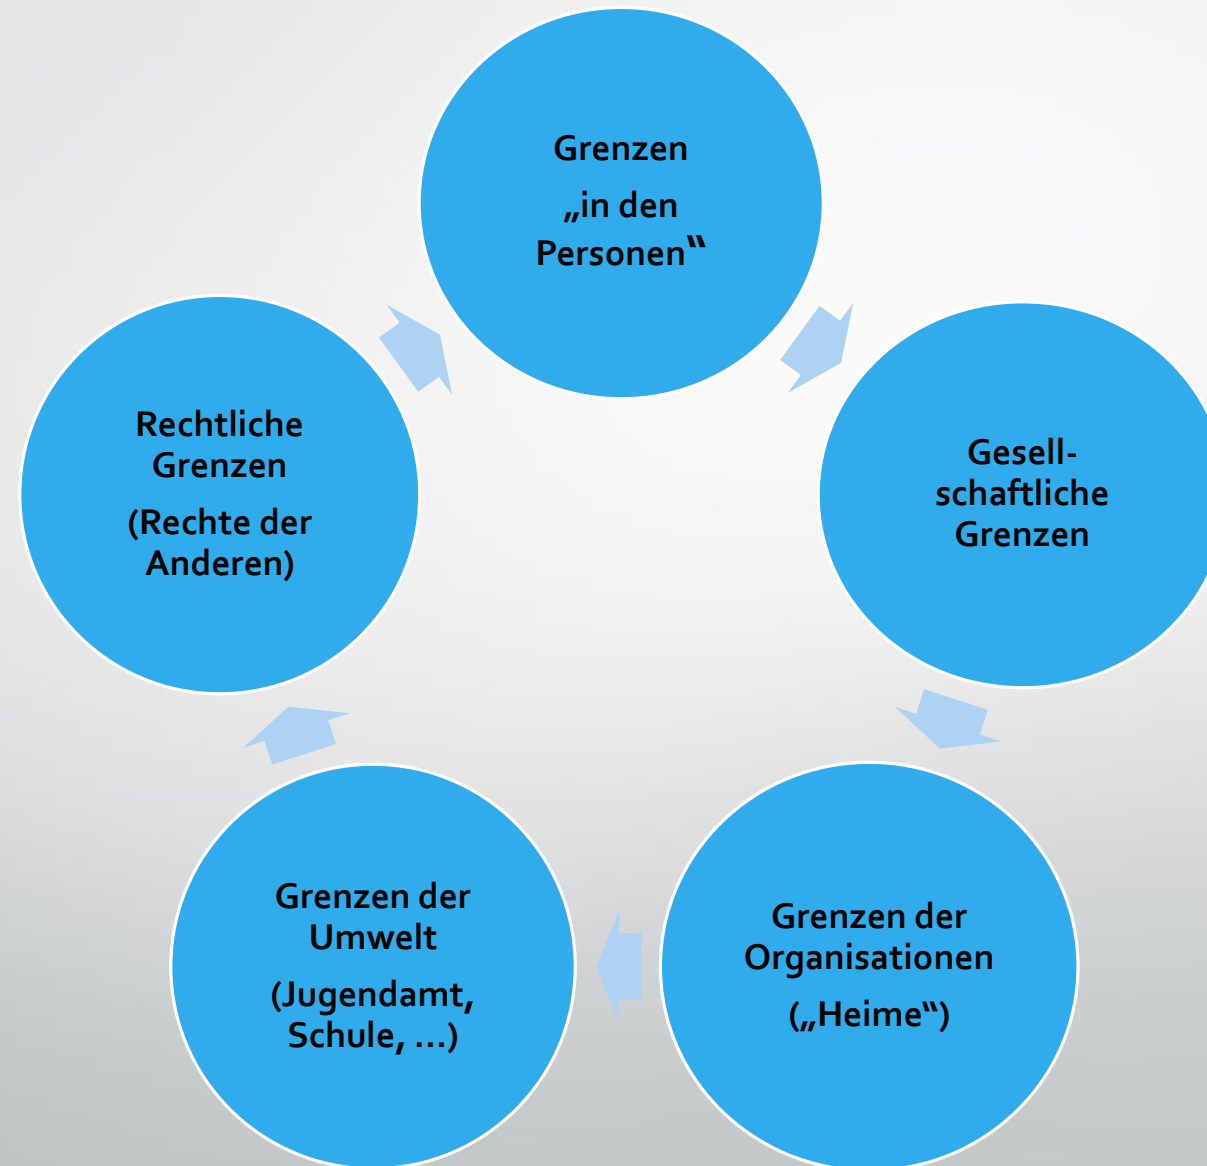 Grenzen
„in den
Personen“
Gesell-
schaftliche
Grenzen
Grenzen der
Organisationen
(„Heime“)
Grenzen der
Umwelt
(Jugendamt,
Schule, …)
Rechtliche
Grenzen
(Rechte der
Anderen)